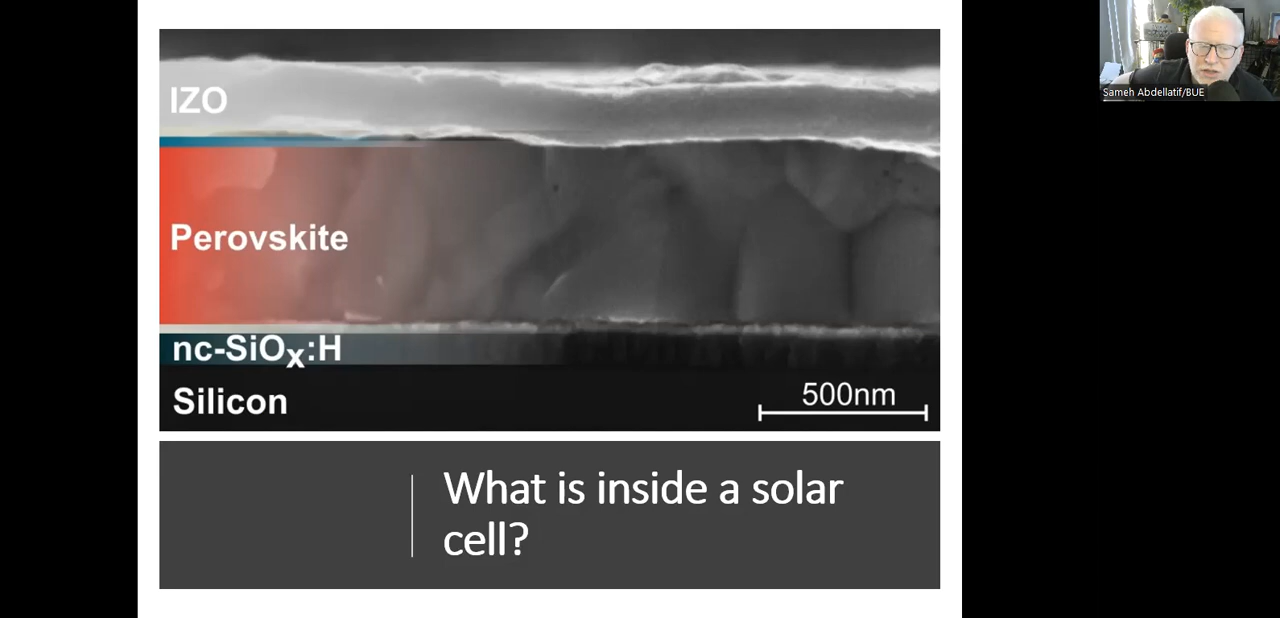 IZO
Perovskite
nc-SiOx:H
Silicon
500nm
What is inside a solar
cell?
Sameh Abdellatif/BUE